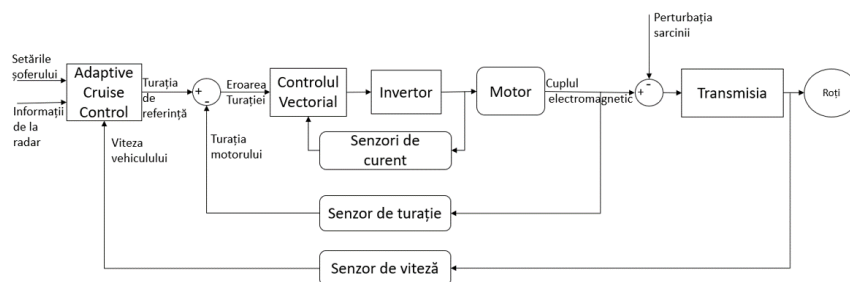 Perturbația
sarcinii
Setările
șoferului
Adaptive
Cruise
Control
Turația
de
referință
+
-
Eroarea
Turației
Controlul
Vectorial
Invertor
Motor
Cuplul
electromagnetic
+
-
Transmisia
Roți
Informații
de la
radar
Viteza
vehiculului
Turația
motorului
Senzori de
curent
Senzor de turație
Senzor de viteză